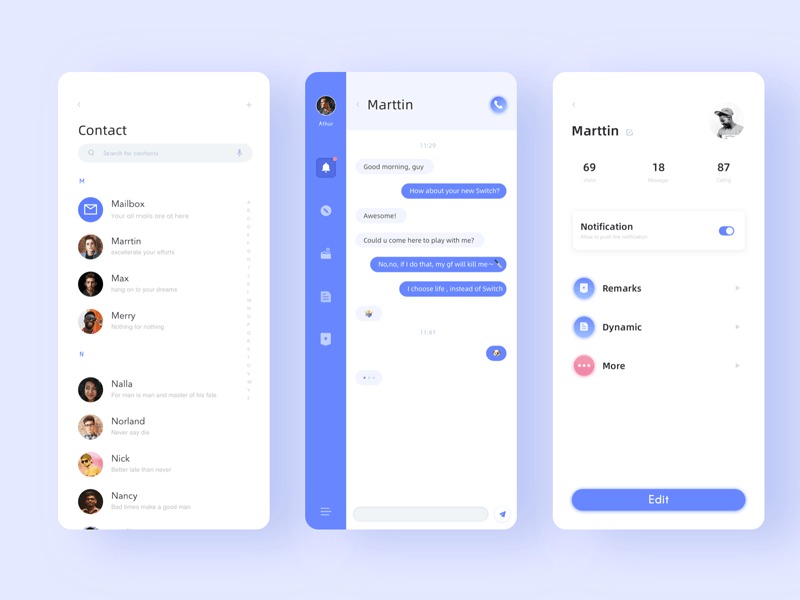 Contact
Search for contacts
M
Mailbox
Your all mails are at here
Marrtin
excellerate your efforts
Max
hang on to your dreams
Merry
Nothing for nothing
N
Nalla
For man is man and master of his fate.
Norland
Never say die
Nick
Better late than never
Nancy
Bad times make a good man
Athur
Marttin
11:29
Good morning, guy
How about your new Switch?
Awesome!
Could u come here to play with me?
No,no, if I do that, my gf will kill me~
I choose life , instead of Switch
11:41
Marttin
69
18
87
Visits
Messager
Calling
Notification
Allow to push the notification
Remarks
Dynamic
More
Edit